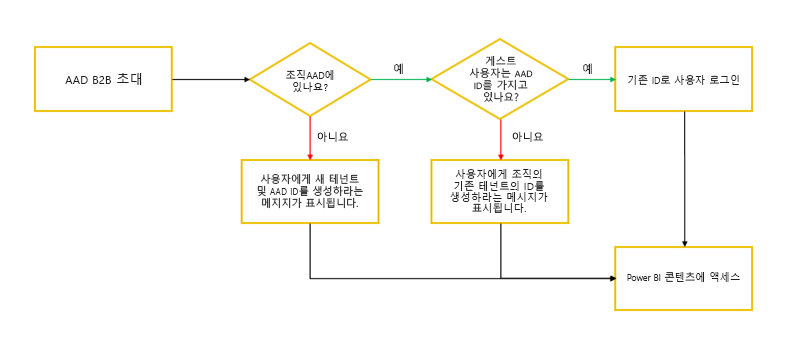 AAD B2B 초대
조직AAD에
있나요?
예
게스트
사용자는 AAD
ID를 가지고
있나요?
예
기존 ID로 사용자 로그인
아니요
아니요
사용자에게 새 테넌트
및 AAD ID를 생성하라는
메지지가 표시됩니다.
사용자에게 조직의
기존 테넌트의 ID를
생성하라는 메시지가
표시됩니다.
Power BI 콘텐츠에 액세스